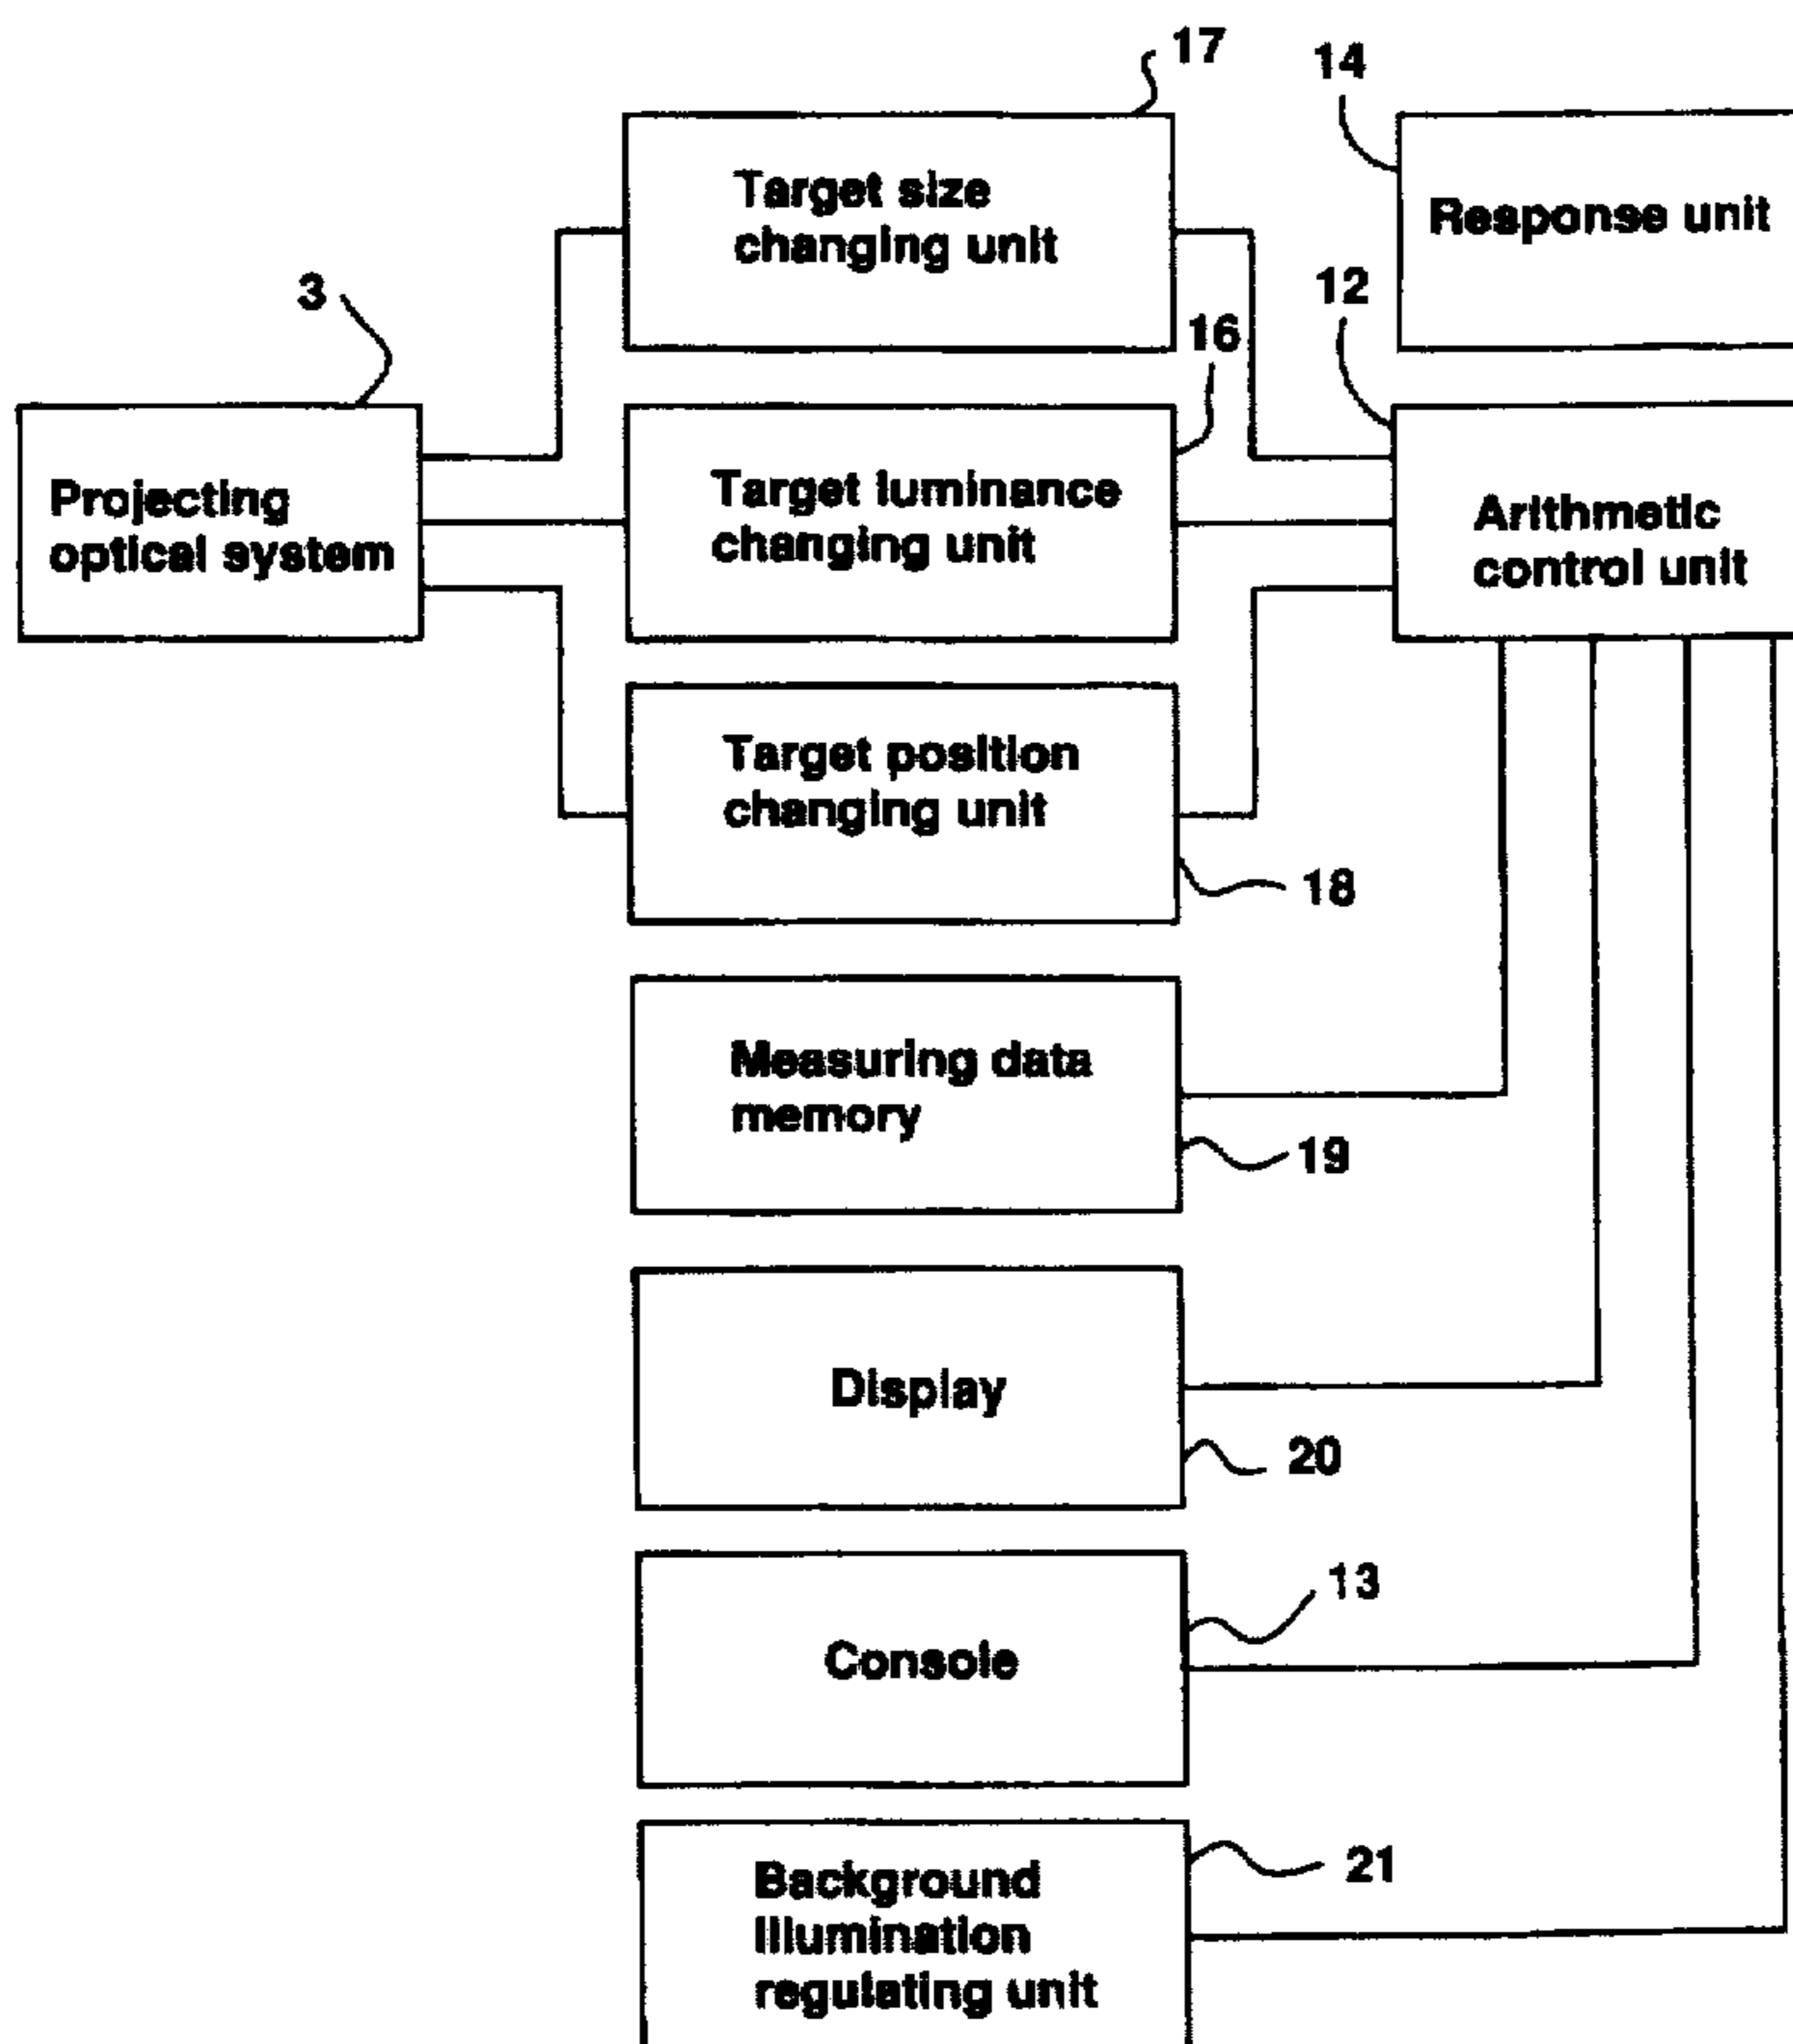 17
14
Target size
changing unit
Response unit
3
12
16
Projecting
optical system
Target luminance
changing unit
Arithmetic
control unit
Target position
changing unit
18
Measuring data
memory
19
Display
20
Console
13
Background
illumination
regulating unit
21